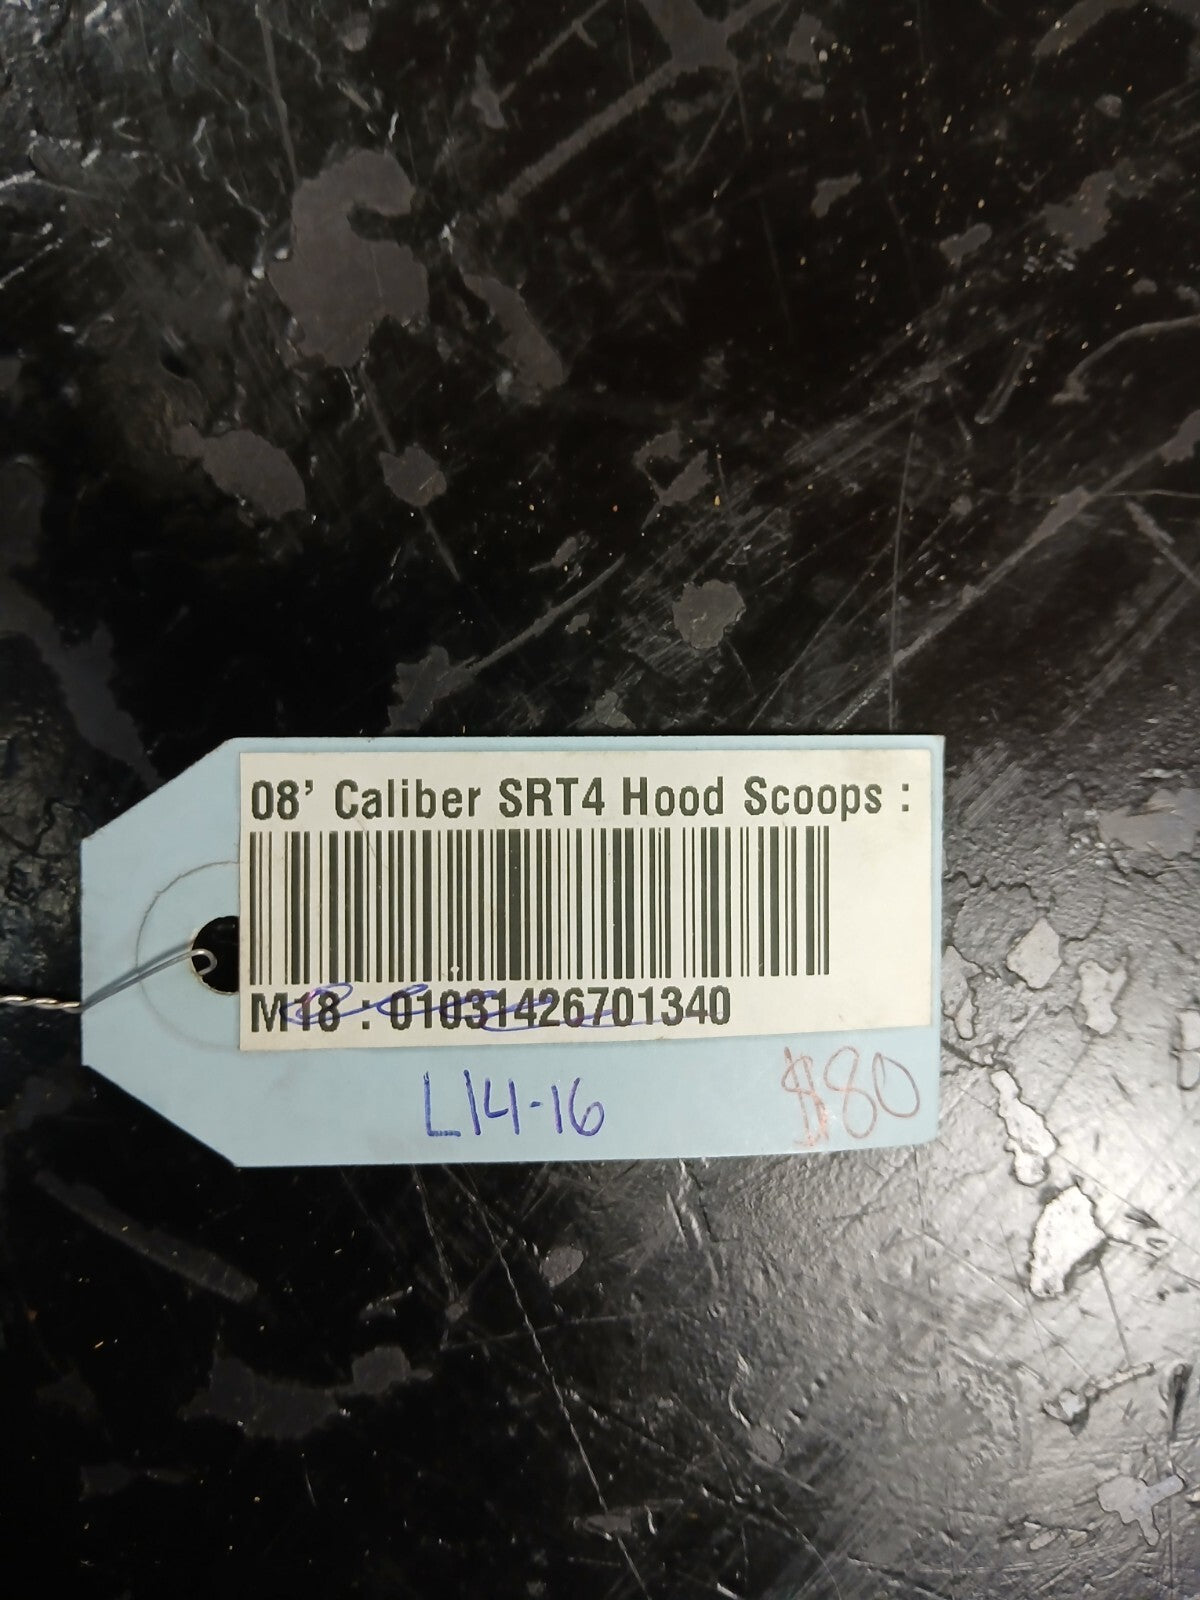 08' Caliber SRT4 Hood Scoops :
M18 : 01031426701340
L14-16
$80